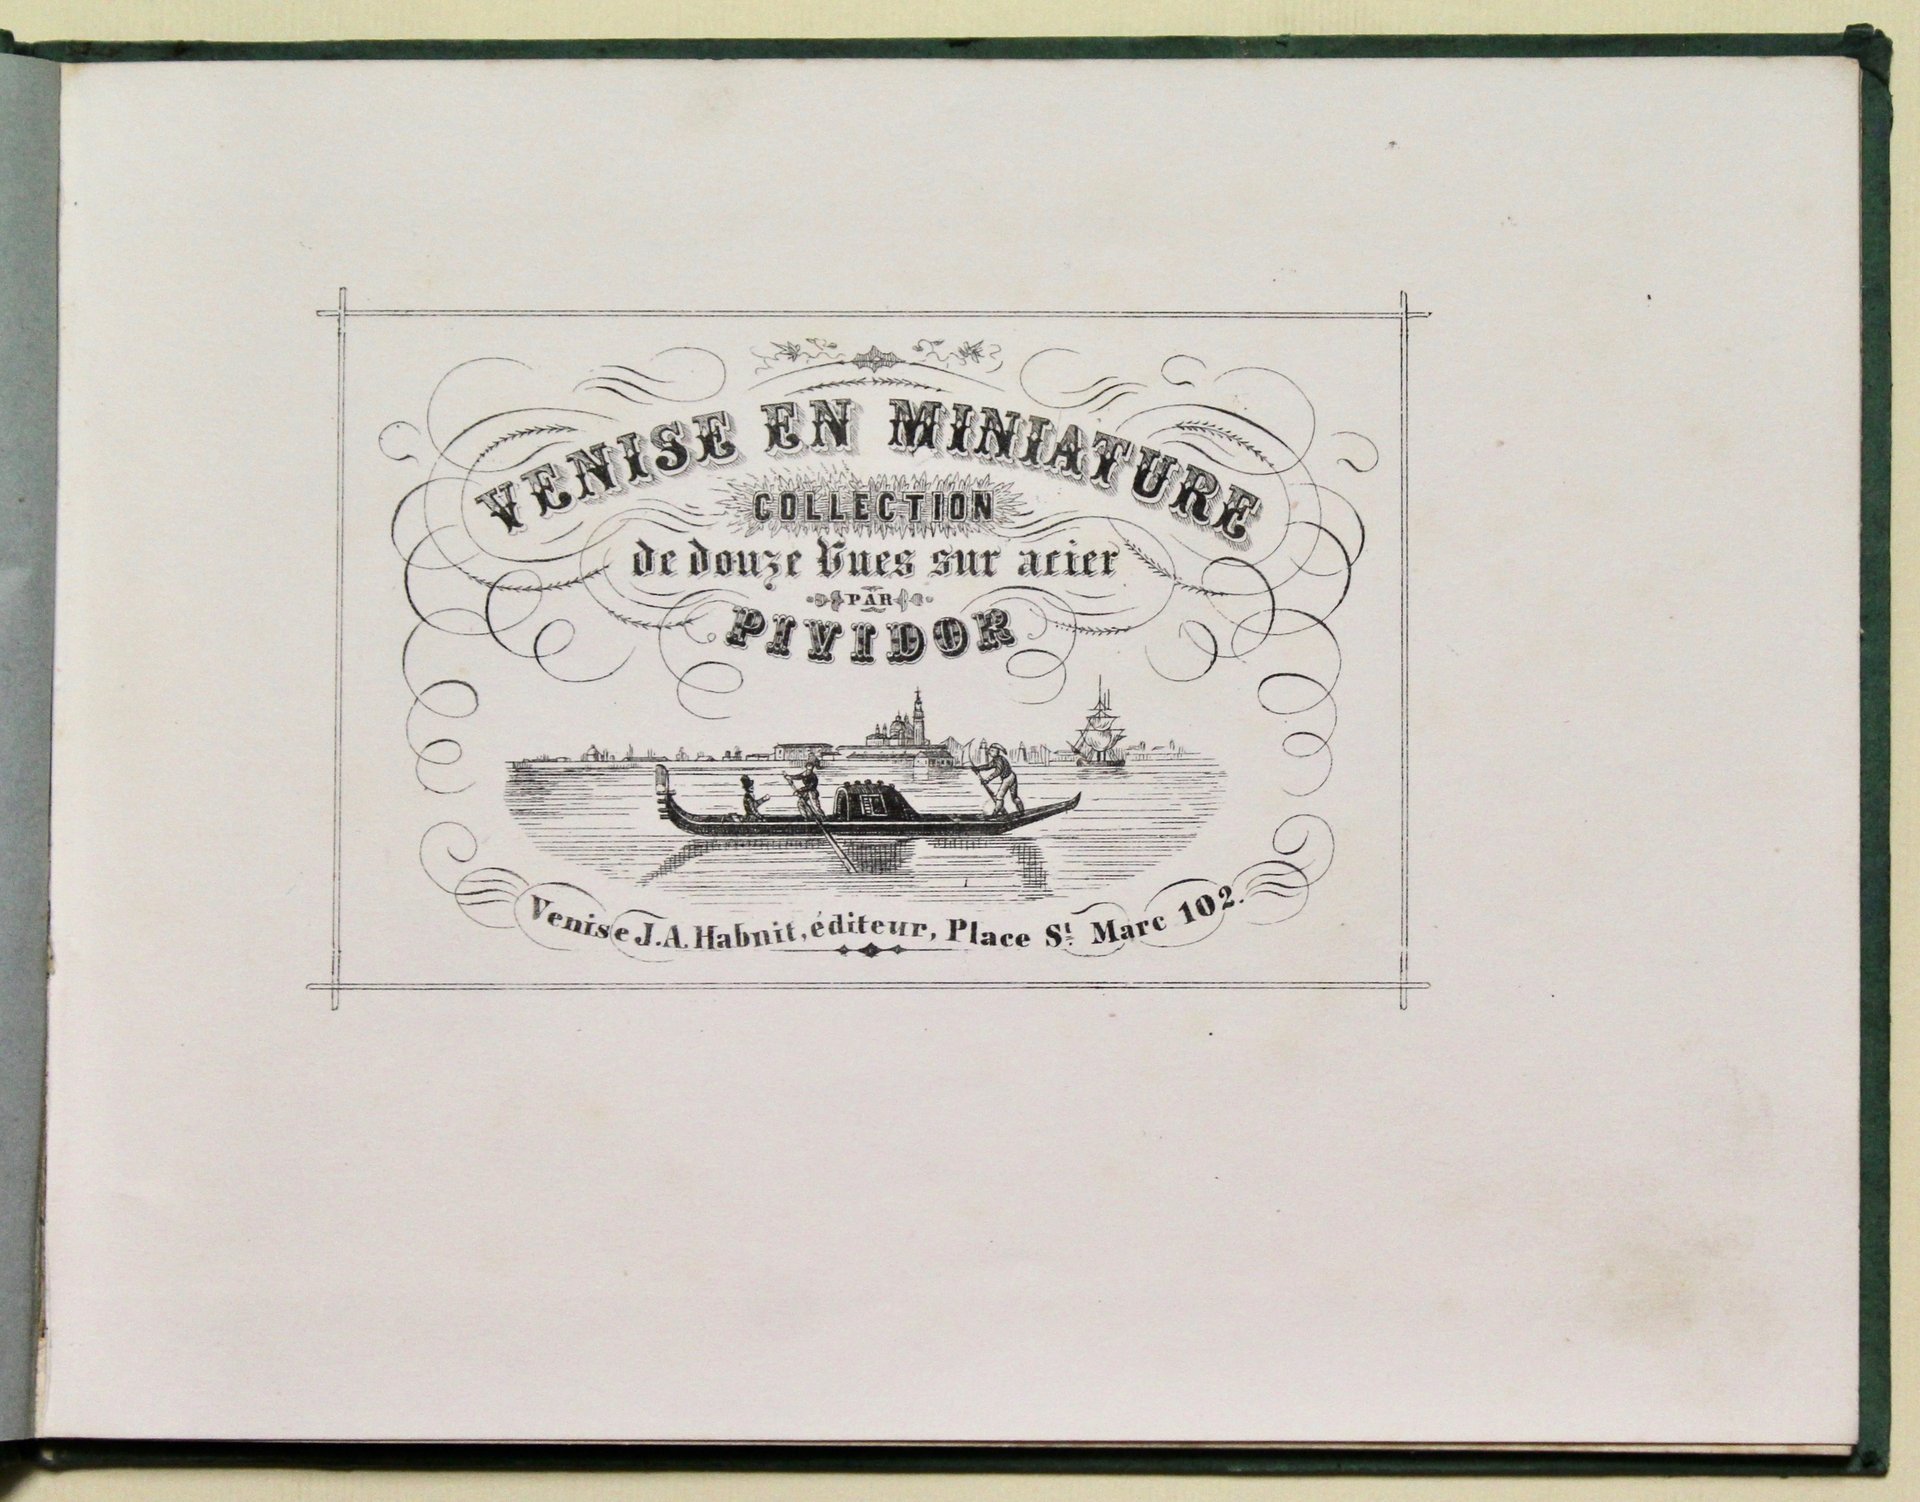 VENISE EN MINIATURE
COLLECTION
de douze Vues sur acier
PAR
PIVIDOR
Venise J.A. Habnit, éditeur, Place St. Marc 102.